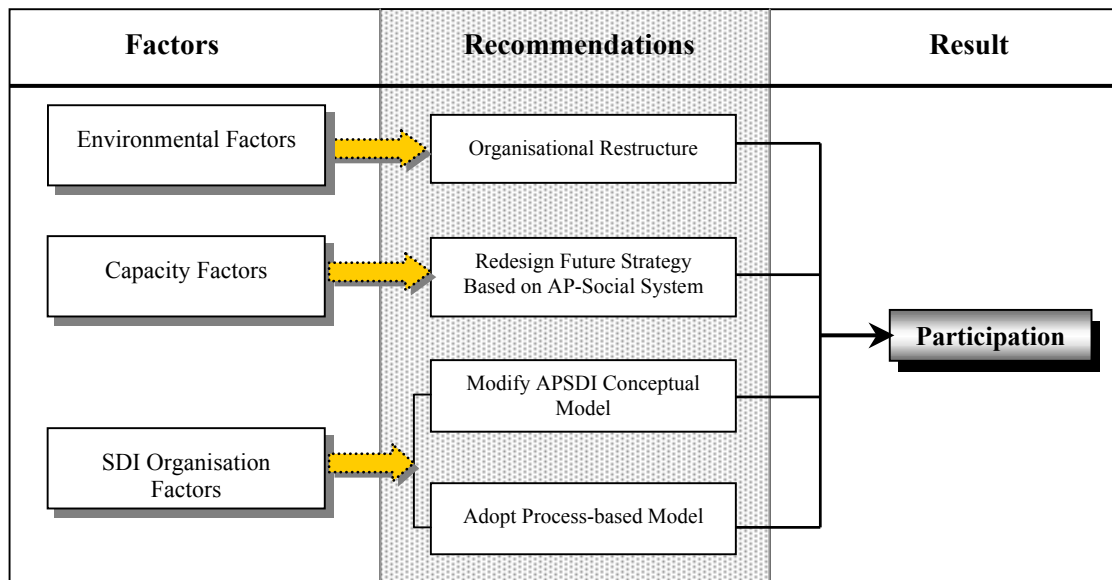 Factors
Recommendations
Result
Environmental Factors
Organisational Restructure
Capacity Factors
Redesign Future Strategy
Based on AP-Social System
Participation
Modify APSDI Conceptual
Model
SDI Organisation
Factors
Adopt Process-based Model